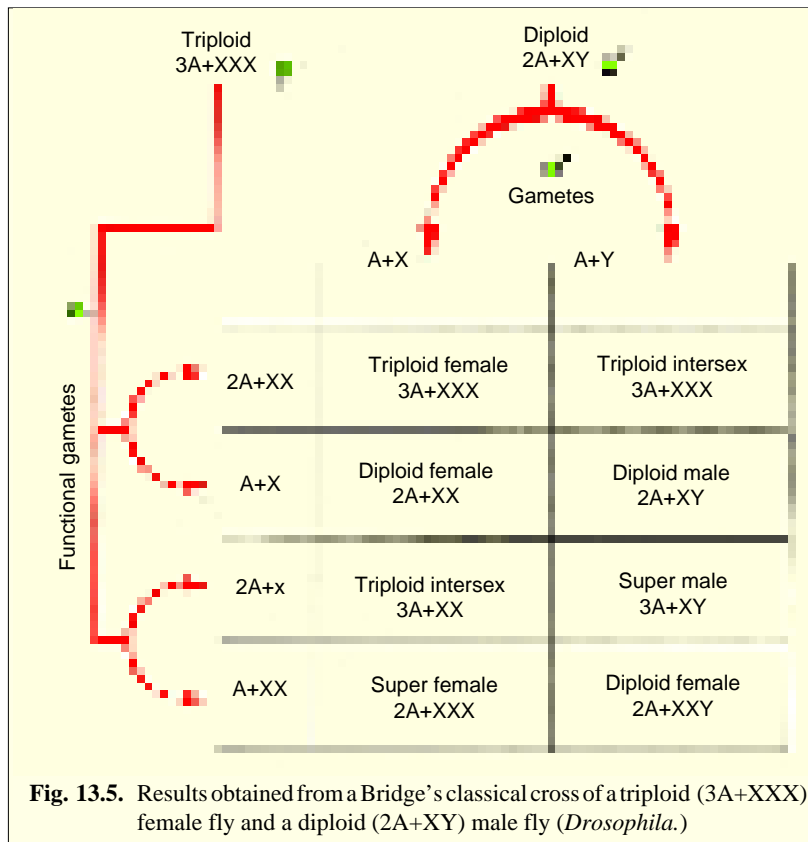 Triploid
3A+XXX
Diploid
2A+XY
Gametes
A+X
A+Y
Functional gametes
2A+XX
Triploid female
3A+XXX
Triploid intersex
3A+XXX
A+X
Diploid female
2A+XX
Diploid male
2A+XY
2A+x
Triploid intersex
3A+XX
Super male
3A+XY
A+XX
Super female
2A+XXX
Diploid female
2A+XXY
Fig. 13.5. Results obtained from a Bridge's classical cross of a triploid (3A+XXX)
female fly and a diploid (2A+XY) male fly (Drosophila.)